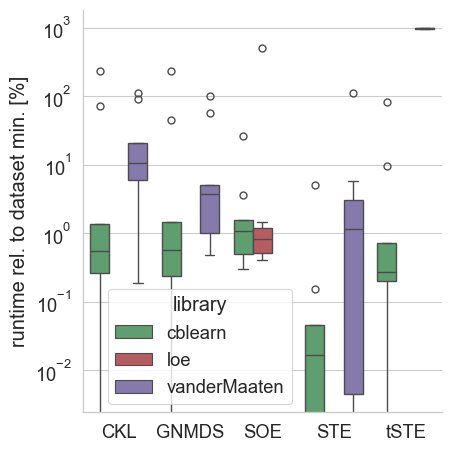 runtime rel. to dataset min. [%]
10³
10²
10¹
10⁰
10⁻¹
10⁻²
library
cblearn
loe
vanderMaaten
CKL GNMDS SOE STE tSTE